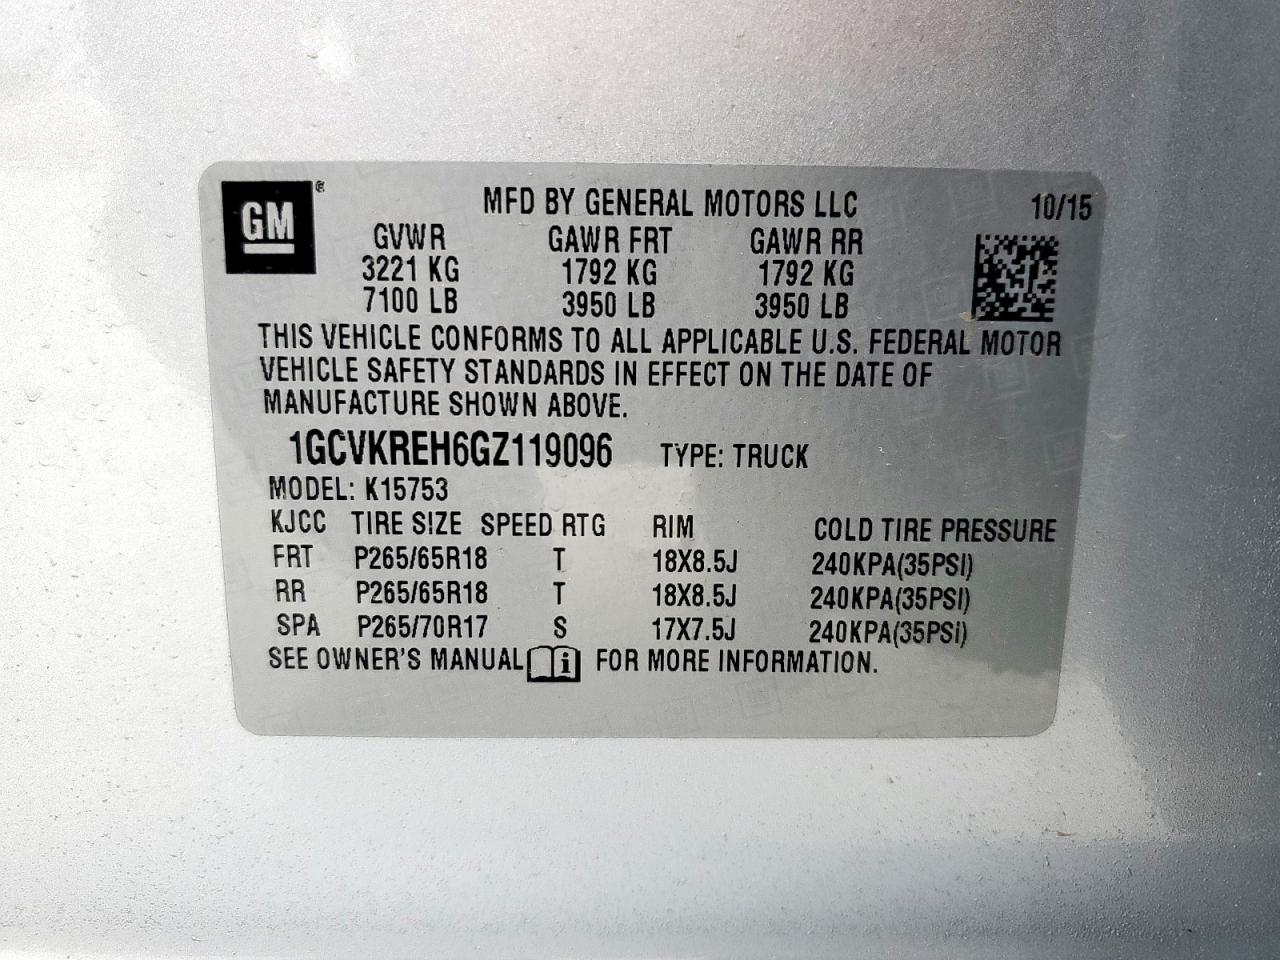 GM ® MFD BY GENERAL MOTORS LLC 10/15
GVWR GAWR FRT GAWR RR
3221 KG 1792 KG 1792 KG
7100 LB 3950 LB 3950 LB
THIS VEHICLE CONFORMS TO ALL APPLICABLE U.S. FEDERAL MOTOR
VEHICLE SAFETY STANDARDS IN EFFECT ON THE DATE OF
MANUFACTURE SHOWN ABOVE.
1GCVKREH6GZ119096 TYPE: TRUCK
MODEL: K15753
KJCC TIRE SIZE SPEED RTG RIM COLD TIRE PRESSURE
FRT P265/65R18 T 18X8.5J 240KPA(35PSI)
RR P265/65R18 T 18X8.5J 240KPA(35PSI)
SPA P265/70R17 S 17X7.5J 240KPA(35PSi)
SEE OWNER'S MANUAL i FOR MORE INFORMATION.